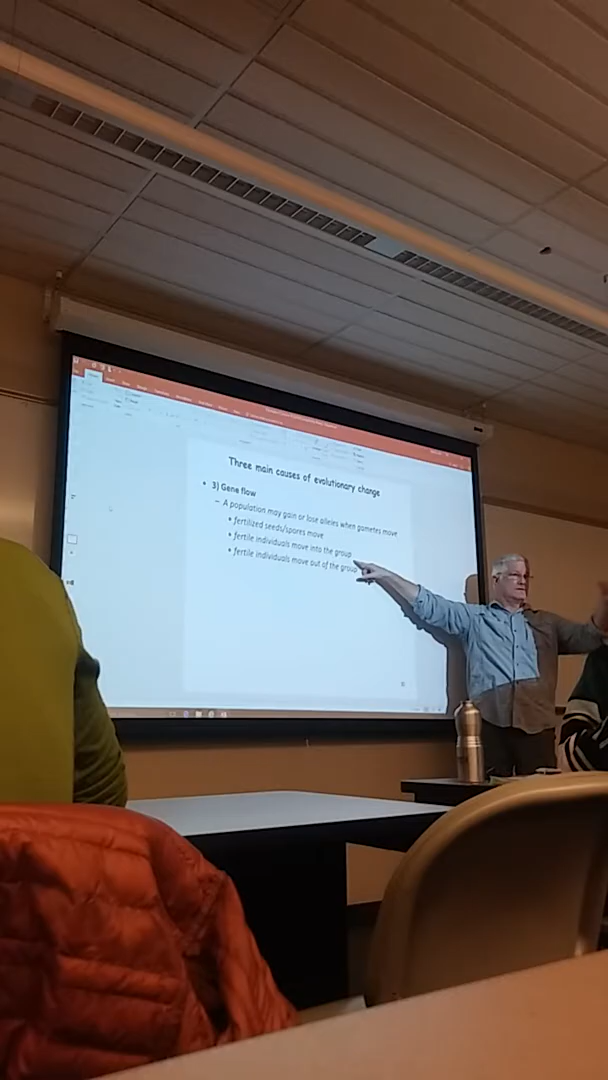 Three main causes of evolutionary change
• 3) Gene flow
– A population may gain or lose alleles when gametes move
• fertilized seeds/spores move
• fertile individuals move into the group
• fertile individuals move out of the group